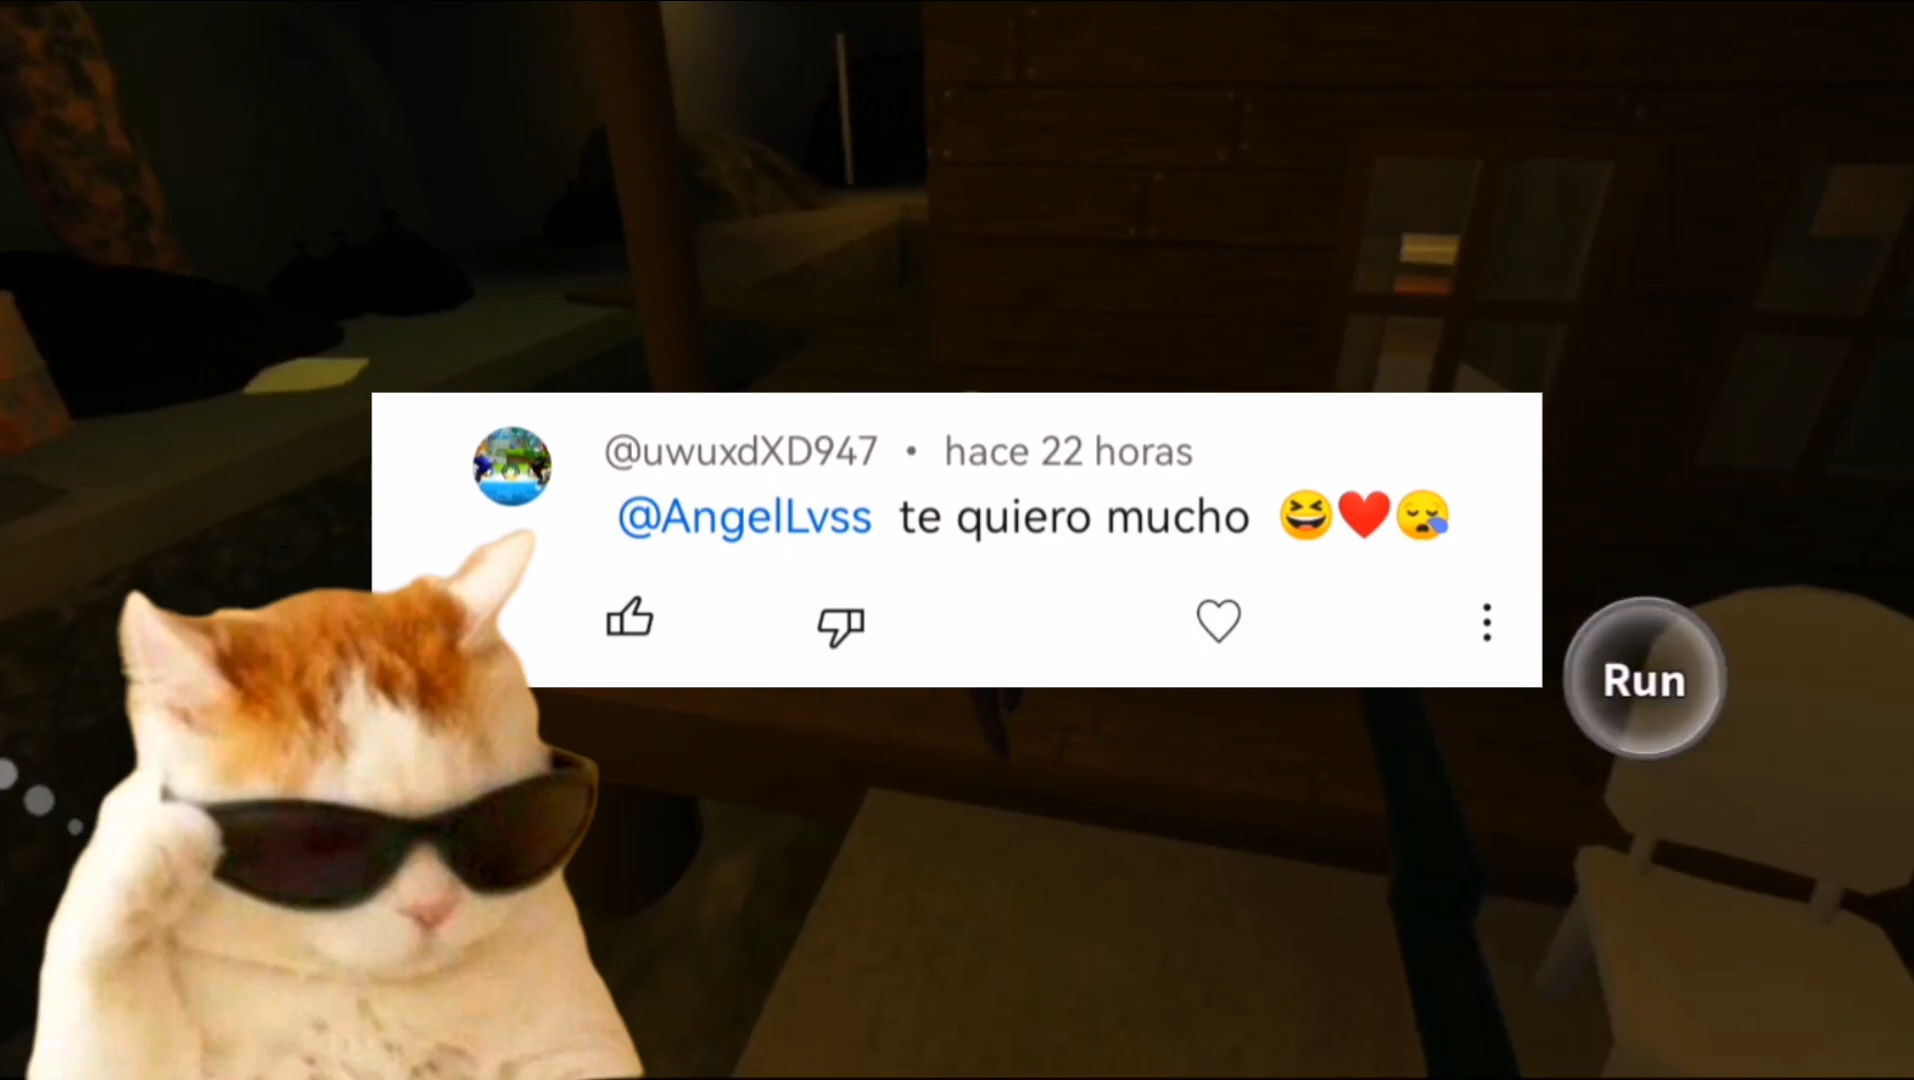 @uwuxdXD947 • hace 22 horas
@AngelLvss te quiero mucho 😆❤️😪
Run